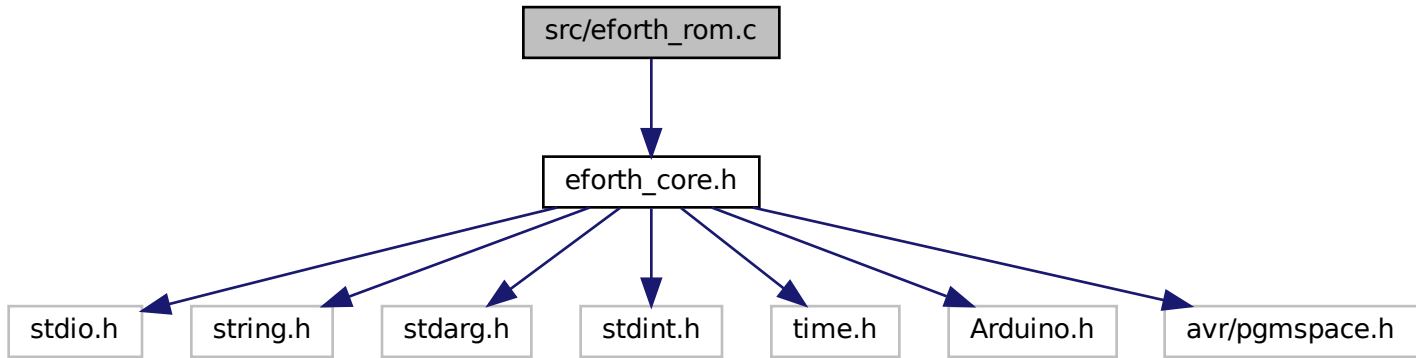 src/eforth_rom.c
eforth_core.h
stdio.h
string.h
stdarg.h
stdint.h
time.h
Arduino.h
avr/pgmspace.h